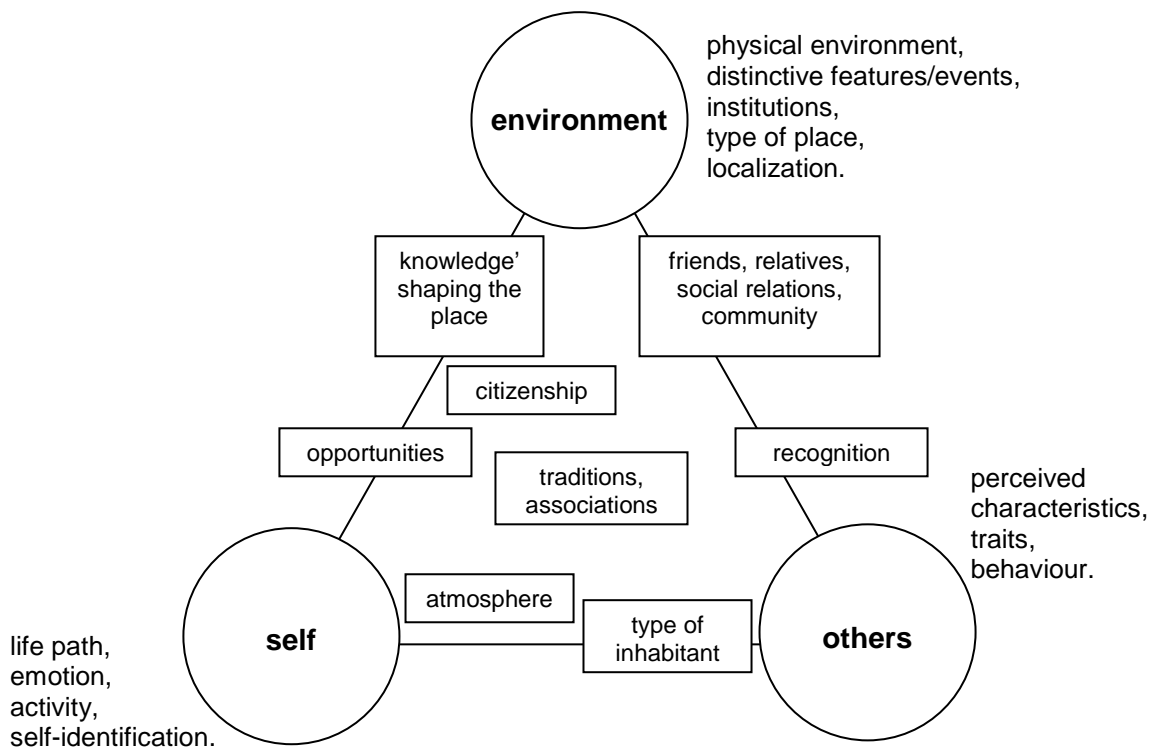 physical environment,
distinctive features/events,
institutions,
type of place,
localization.
environment
knowledge’
shaping the
place
friends, relatives,
social relations,
community
citizenship
opportunities
recognition
traditions,
associations
perceived
characteristics,
traits,
behaviour.
atmosphere
type of
inhabitant
self
others
life path,
emotion,
activity,
self-identification.